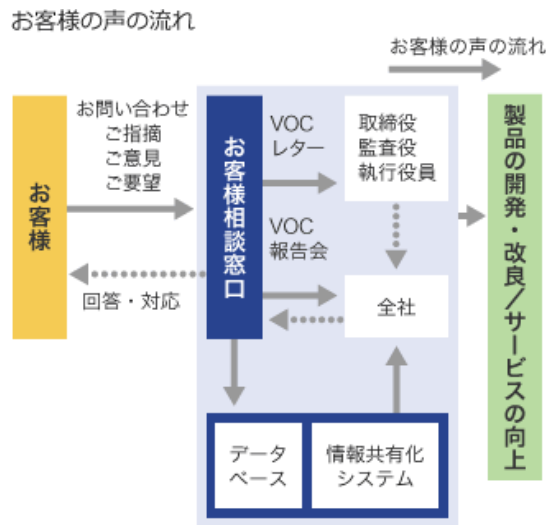 お客様の声の流れ
お客様の声の流れ
お客様
お問い合わせ
ご指摘
ご意見
ご要望
回答・対応
お客様相談窓口
VOC
レター
VOC
報告会
取締役
監査役
執行役員
全社
データ
ベース
情報共有化
システム
製品の開発・改良／サービスの向上